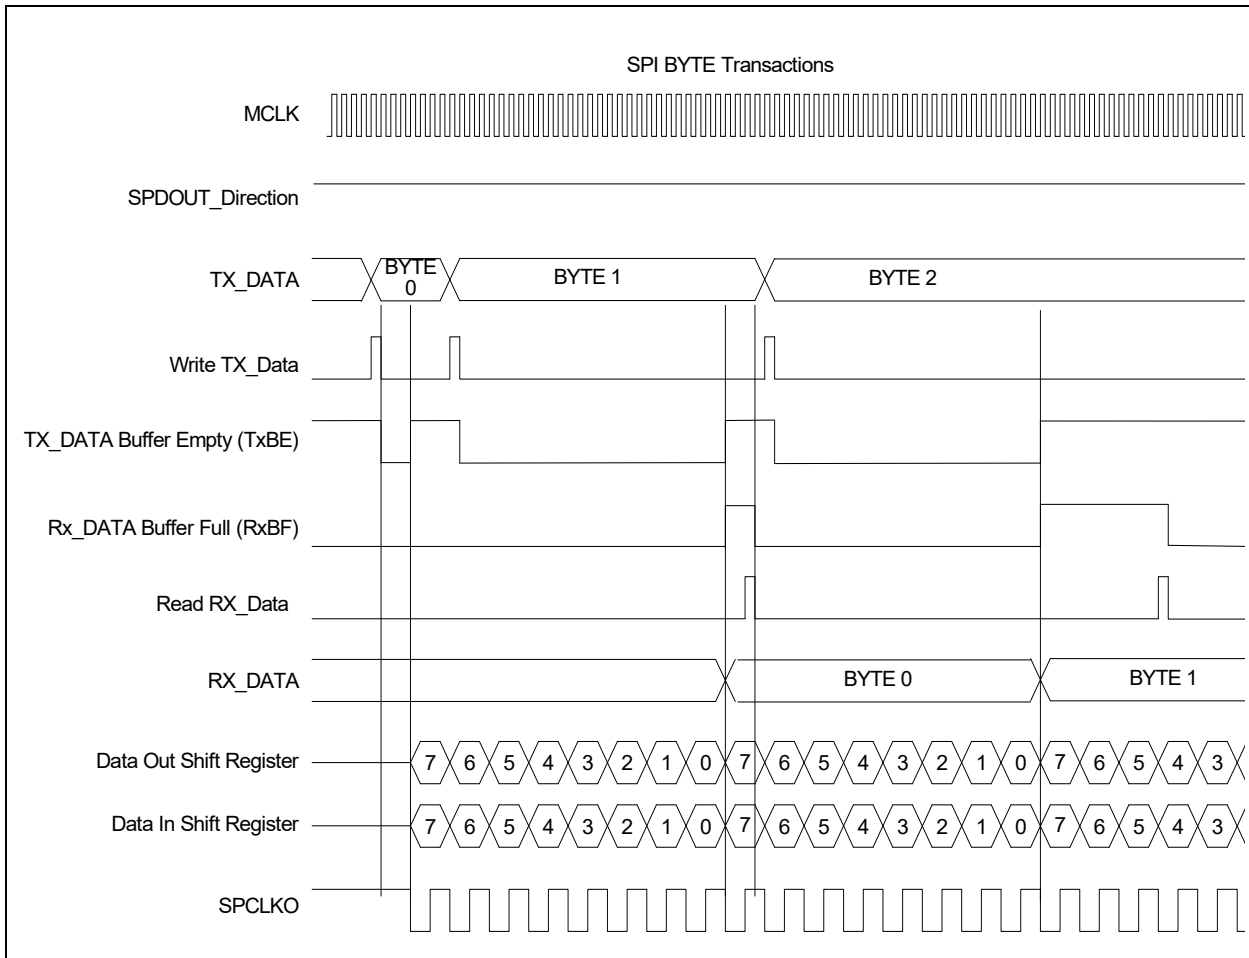 SPI BYTE Transactions
MCLK
SPDOUT_Direction
TX_DATA
BYTE
0
BYTE 1
BYTE 2
Write TX_Data
TX_DATA Buffer Empty (TxBE)
Rx_DATA Buffer Full (RxBF)
Read RX_Data
RX_DATA
BYTE 0
BYTE 1
Data Out Shift Register 7 6 5 4 3 2 1 0 7 6 5 4 3 2 1 0 7 6 5 4 3
Data In Shift Register 7 6 5 4 3 2 1 0 7 6 5 4 3 2 1 0 7 6 5 4 3
SPCLKO